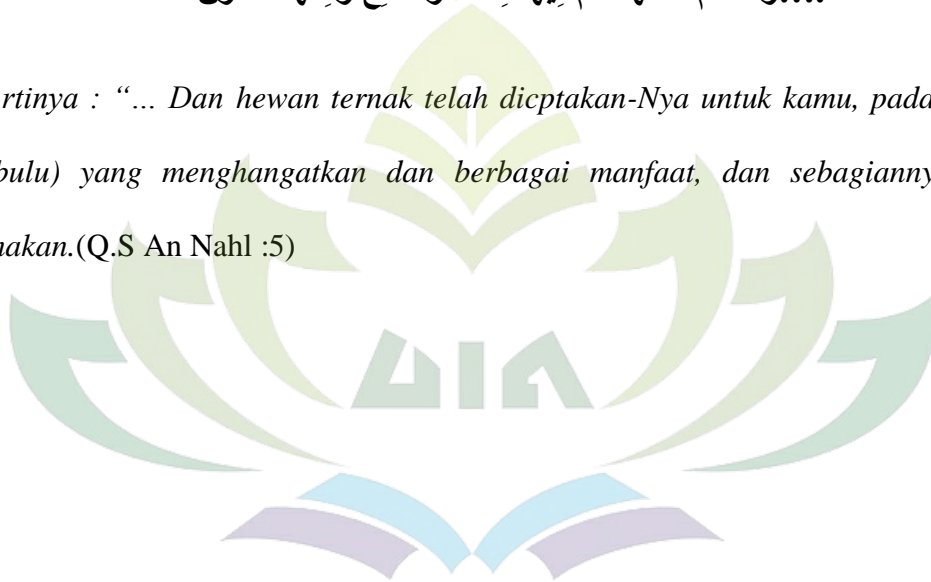 rtinya : “... Dan hewan ternak telah dicptakan-Nya untuk kamu, pada
bulu) yang menghangatkan dan berbagai manfaat, dan sebagianny
nakan.(Q.S An Nahl :5)
UIN